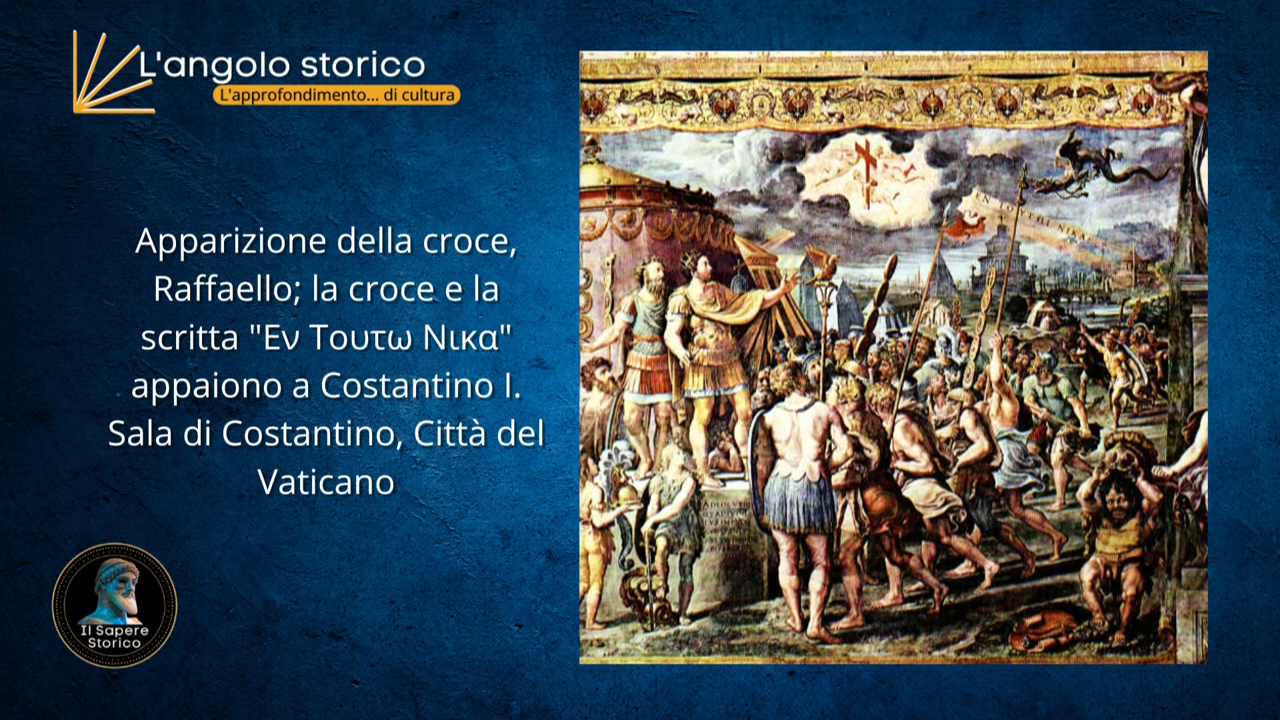 L'angolo storico
L'approfondimento... di cultura
Apparizione della croce,
Raffaello; la croce e la
scritta "Εν Τουτω Νικα"
appaiono a Costantino I.
Sala di Costantino, Città del
Vaticano
Il Sapere
Storico